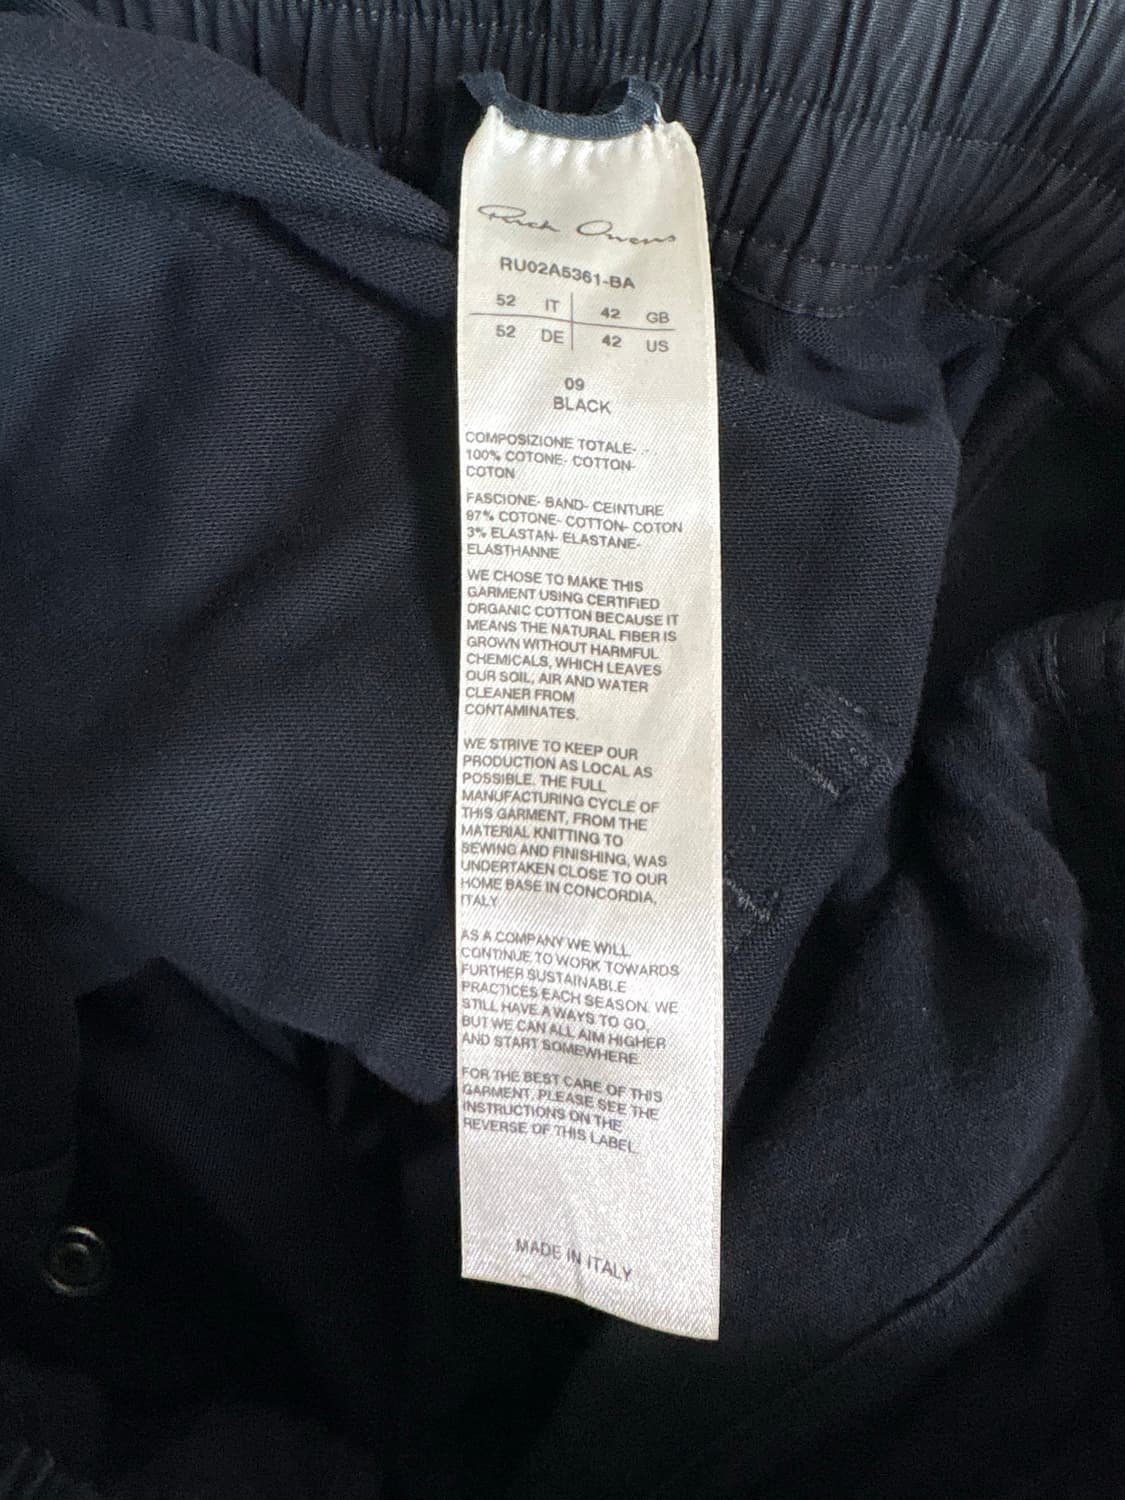 Rick Owens
RU02A5361-BA
52 IT 42 GB
52 DE 42 US
09
BLACK
COMPOSIZIONE TOTALE- -
100% COTONE- COTTON-
COTON
FASCIONE- BAND- CEINTURE
97% COTONE- COTTON- COTON
3% ELASTAN- ELASTANE-
ELASTHANNE
WE CHOSE TO MAKE THIS
GARMENT USING CERTIFIED
ORGANIC COTTON BECAUSE IT
MEANS THE NATURAL FIBER IS
GROWN WITHOUT HARMFUL
CHEMICALS, WHICH LEAVES
OUR SOIL, AIR AND WATER
CLEANER FROM
CONTAMINATES.
WE STRIVE TO KEEP OUR
PRODUCTION AS LOCAL AS
POSSIBLE. THE FULL
MANUFACTURING CYCLE OF
THIS GARMENT, FROM THE
MATERIAL KNITTING TO
SEWING AND FINISHING, WAS
UNDERTAKEN CLOSE TO OUR
HOME BASE IN CONCORDIA,
ITALY
AS A COMPANY WE WILL
CONTINUE TO WORK TOWARDS
FURTHER SUSTAINABLE
PRACTICES EACH SEASON. WE
STILL HAVE A WAYS TO GO,
BUT WE CAN ALL AIM HIGHER
AND START SOMEWHERE
FOR THE BEST CARE OF THIS
GARMENT, PLEASE SEE THE
INSTRUCTIONS ON THE
REVERSE OF THIS LABEL.
MADE IN ITALY